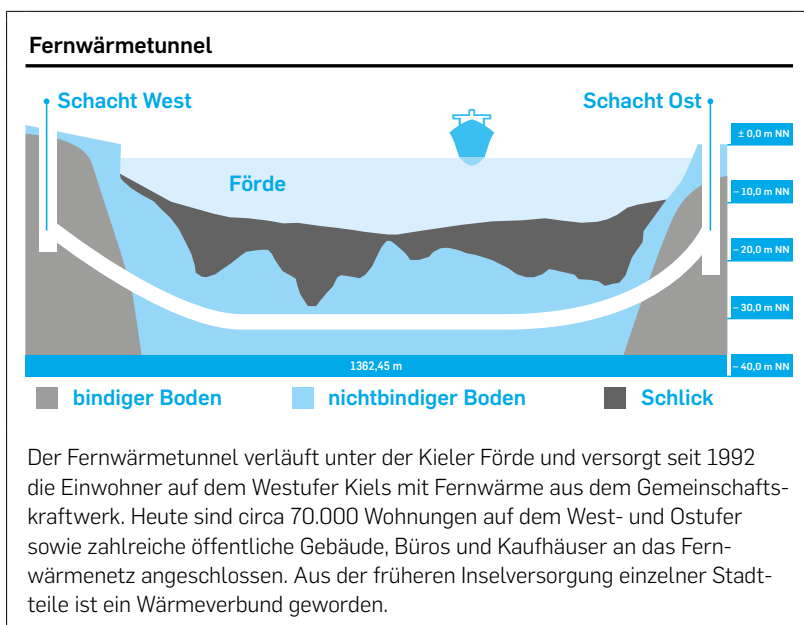 Fernwärmetunnel
Schacht West
Schacht Ost
± 0,0 m NN
Förde
– 10,0 m NN
– 20,0 m NN
– 30,0 m NN
1362,45 m
– 40,0 m NN
bindiger Boden
nichtbindiger Boden
Schlick
Der Fernwärmetunnel verläuft unter der Kieler Förde und versorgt seit 1992
die Einwohner auf dem Westufer Kiels mit Fernwärme aus dem Gemeinschafts-
kraftwerk. Heute sind circa 70.000 Wohnungen auf dem West- und Ostufer
sowie zahlreiche öffentliche Gebäude, Büros und Kaufhäuser an das Fern-
wärmenetz angeschlossen. Aus der früheren Inselversorgung einzelner Stadt-
teile ist ein Wärmeverbund geworden.